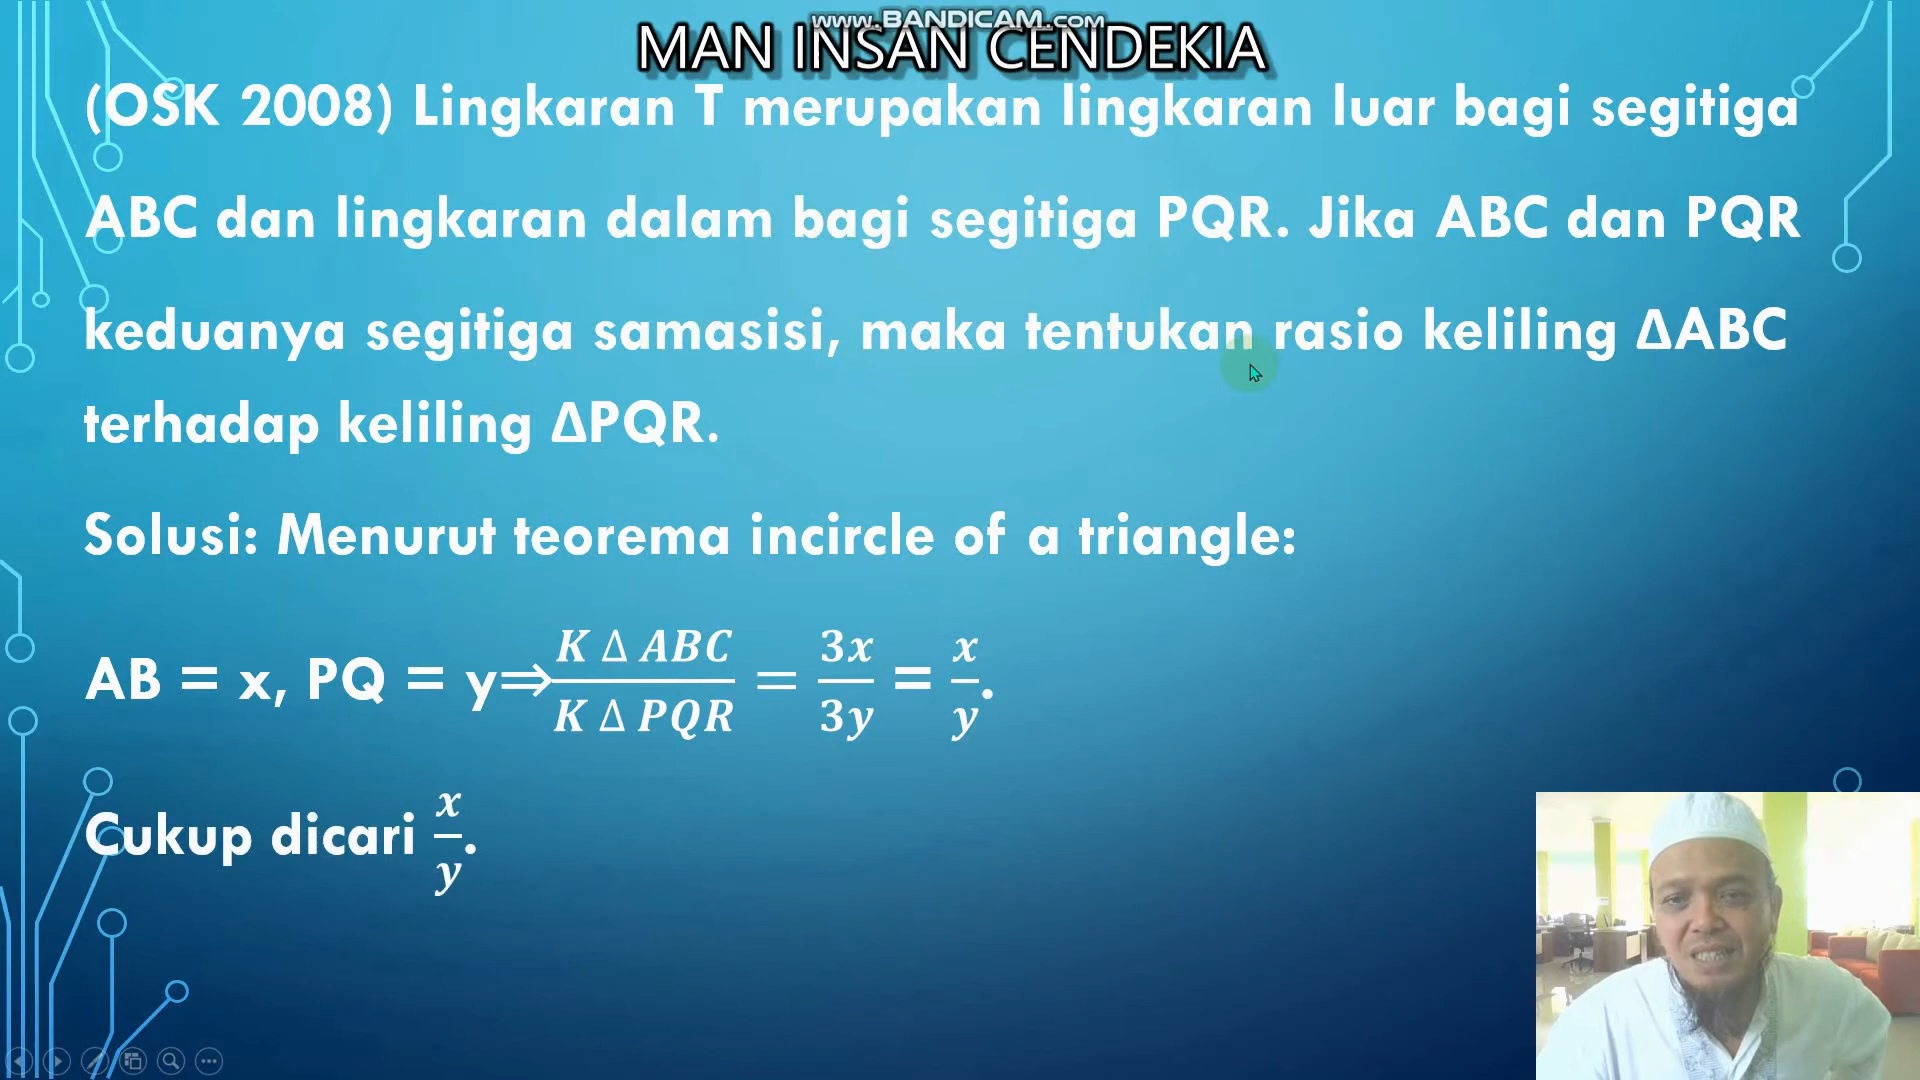 www.BANDICAM.com
MAN INSAN CENDEKIA
(OSK 2008) Lingkaran T merupakan lingkaran luar bagi segitiga
ABC dan lingkaran dalam bagi segitiga PQR. Jika ABC dan PQR
keduanya segitiga samasisi, maka tentukan rasio keliling ΔABC
terhadap keliling ΔPQR.
Solusi: Menurut teorema incircle of a triangle:
AB = x, PQ = y⇒ K Δ ABC / K Δ PQR = 3x / 3y = x / y.
Cukup dicari x / y.